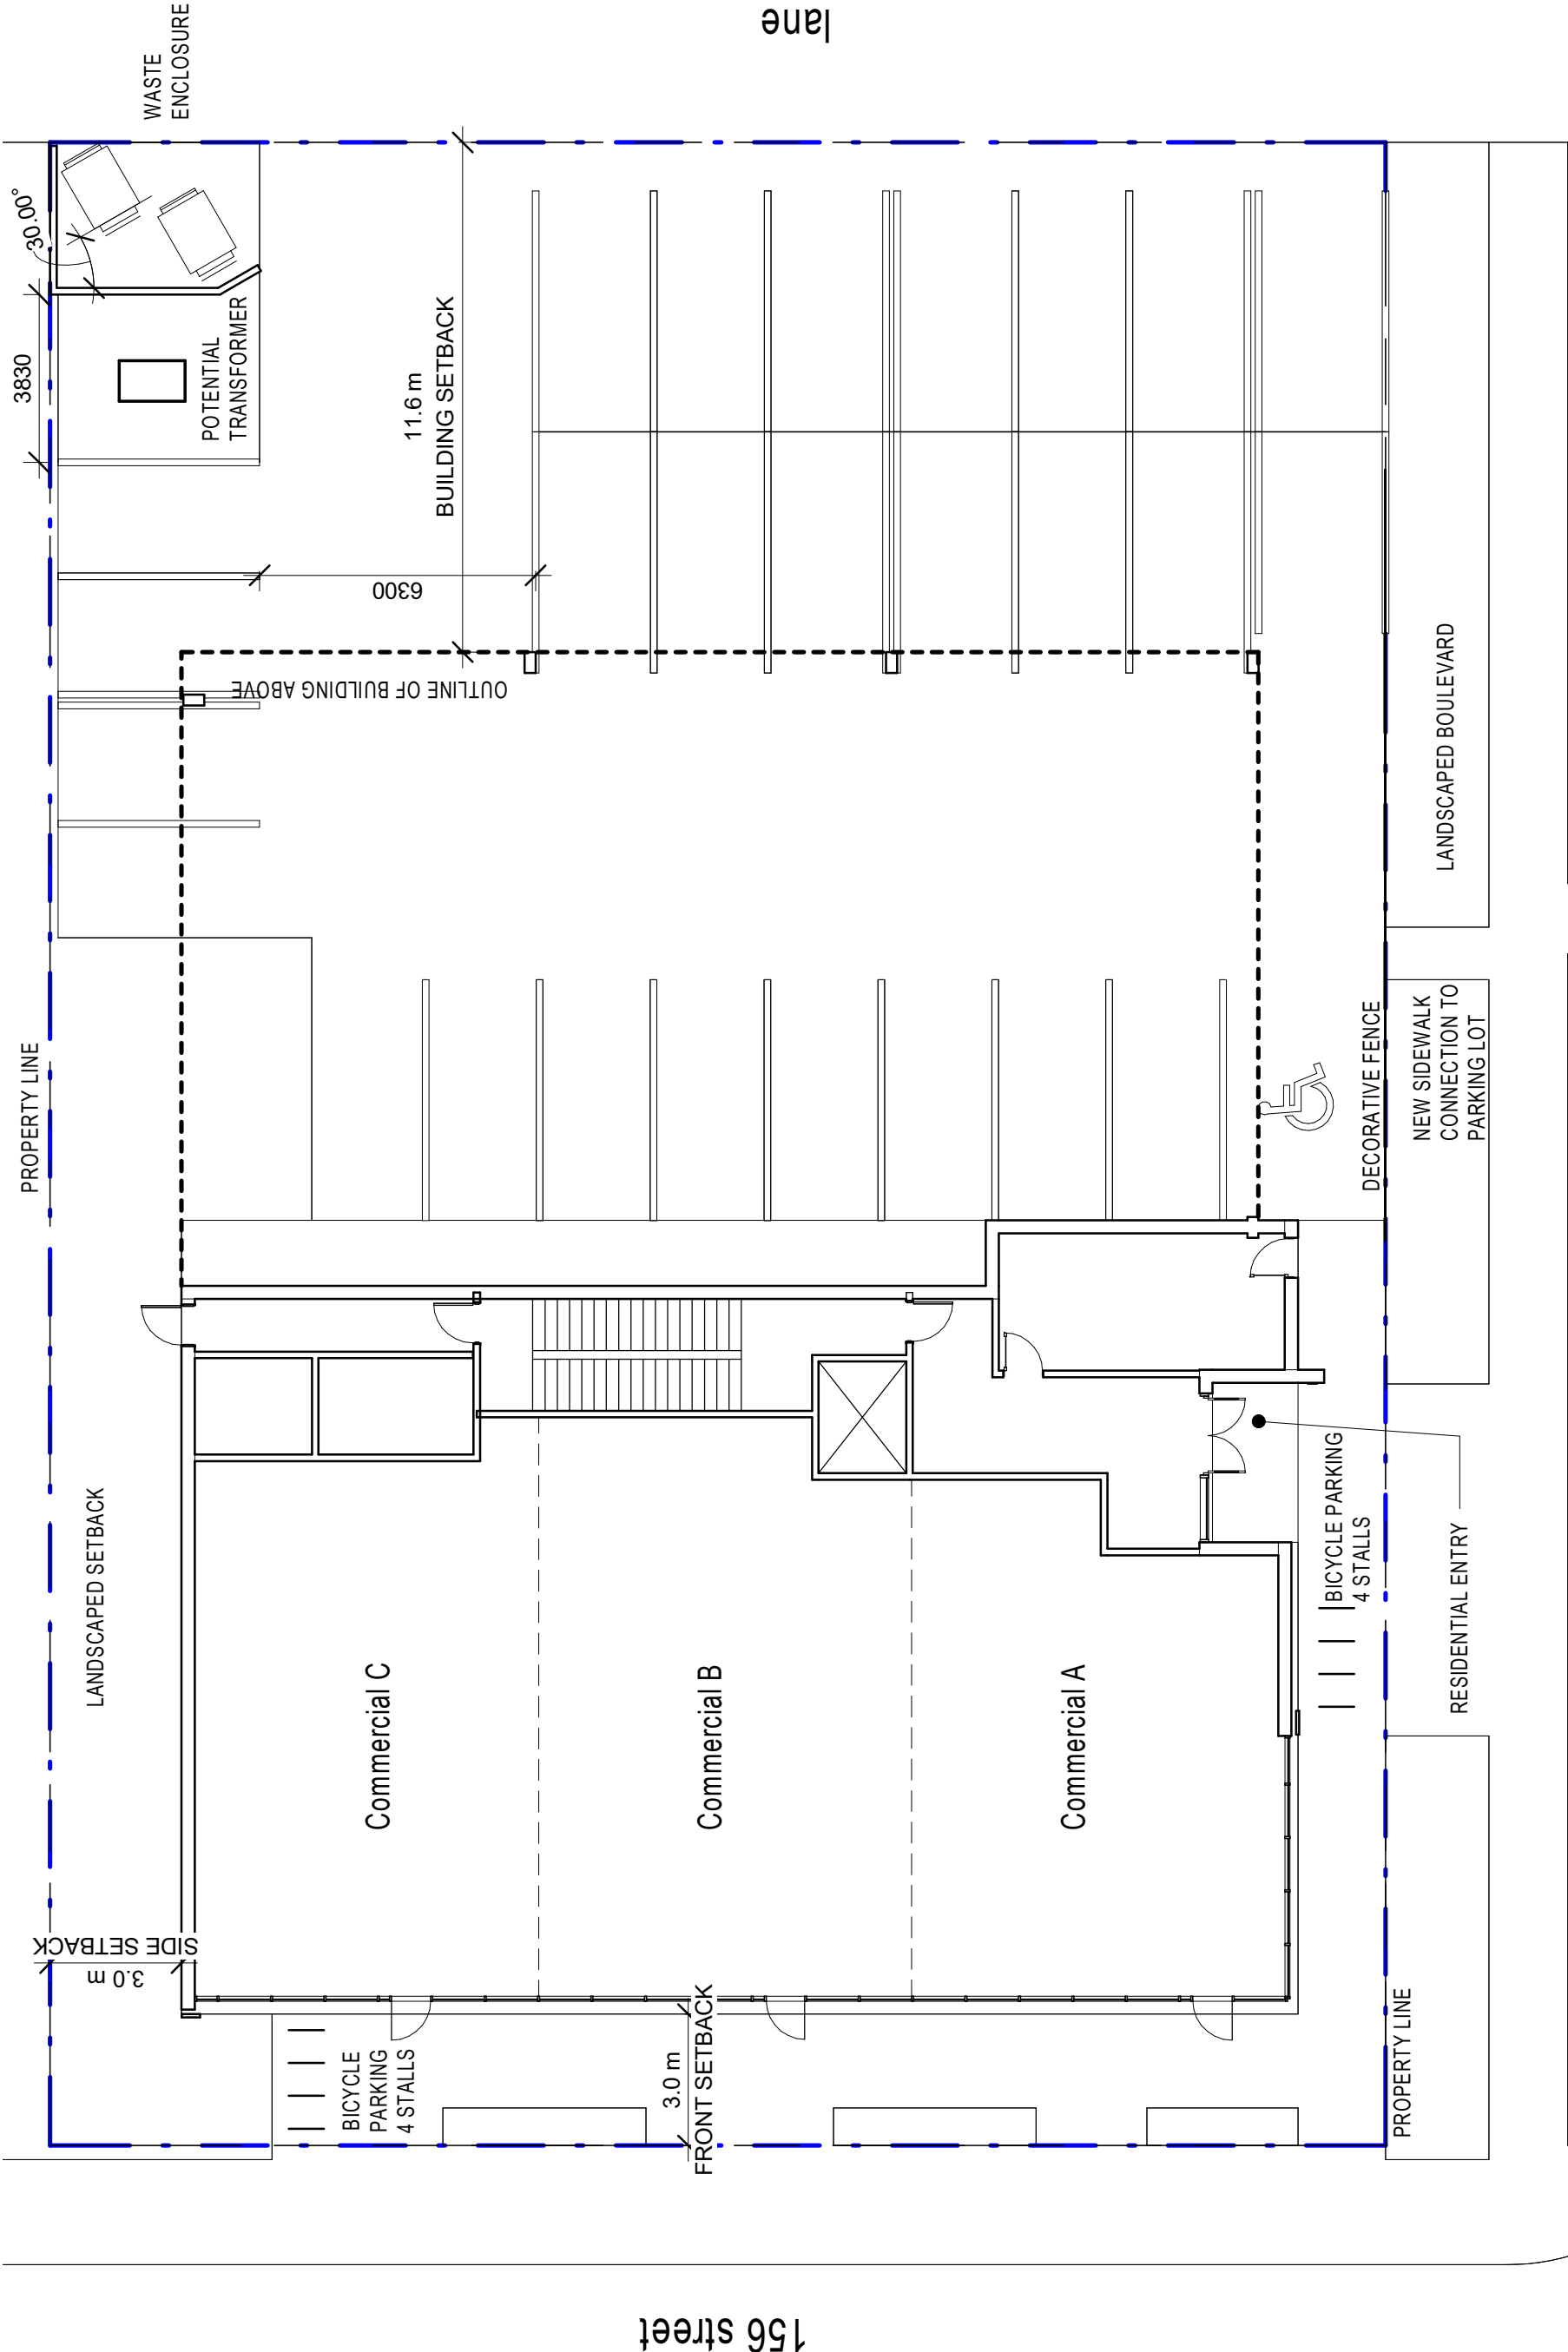 lane
WASTE
ENCLOSURE
30.00°
3830
POTENTIAL
TRANSFORMER
11.6 m
BUILDING SETBACK
6300
OUTLINE OF BUILDING ABOVE
LANDSCAPED BOULEVARD
PROPERTY LINE
DECORATIVE FENCE
NEW SIDEWALK
CONNECTION TO
PARKING LOT
LANDSCAPED SETBACK
BICYCLE PARKING
4 STALLS
RESIDENTIAL ENTRY
Commercial C
Commercial B
Commercial A
SIDE SETBACK
3.0 m
BICYCLE
PARKING
4 STALLS
3.0 m
FRONT SETBACK
PROPERTY LINE
156 street